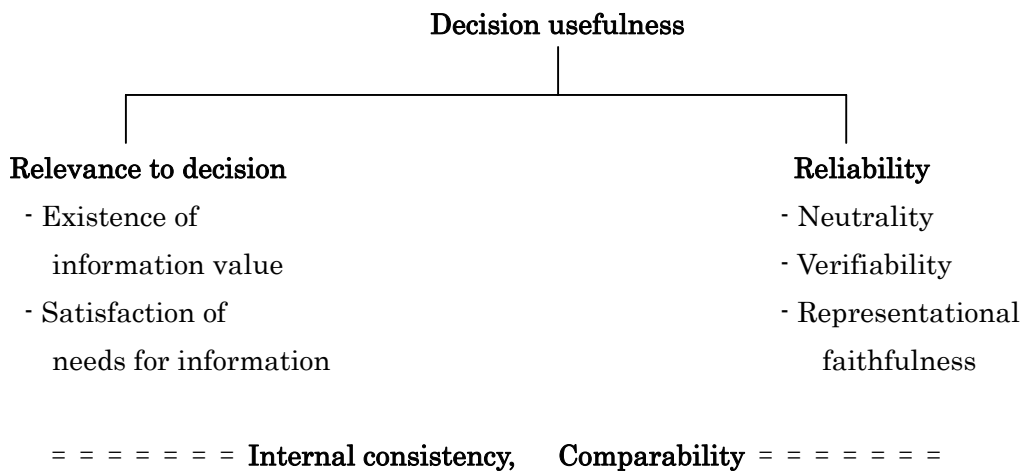 Decision usefulness
Relevance to decision
- Existence of
information value
- Satisfaction of
needs for information
Reliability
- Neutrality
- Verifiability
- Representational
faithfulness
= = = = = = = Internal consistency, Comparability = = = = = = =